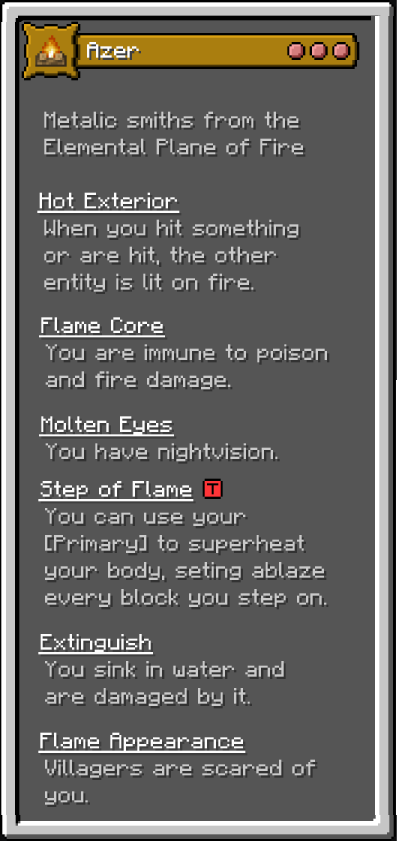 Azer
Metalic smiths from the
Elemental Plane of Fire
Hot Exterior
When you hit something
or are hit, the other
entity is lit on fire.
Flame Core
You are immune to poison
and fire damage.
Molten Eyes
You have nightvision.
Step of Flame T
You can use your
[Primary] to superheat
your body, seting ablaze
every block you step on.
Extinguish
You sink in water and
are damaged by it.
Flame Appearance
Villagers are scared of
you.